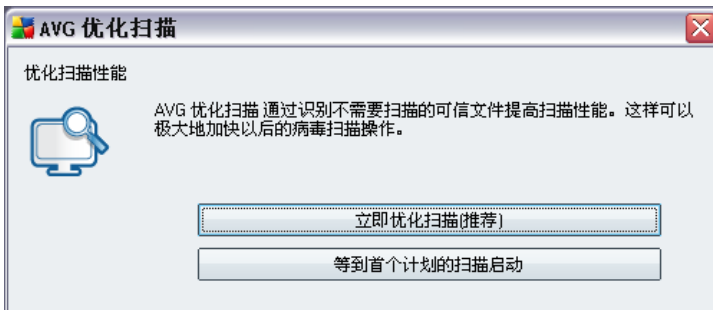 AVG 优化扫描
优化扫描性能
AVG 优化扫描 通过识别不需要扫描的可信文件提高扫描性能。这样可以
极大地加快以后的病毒扫描操作。
立即优化扫描(推荐)
等到首个计划的扫描启动